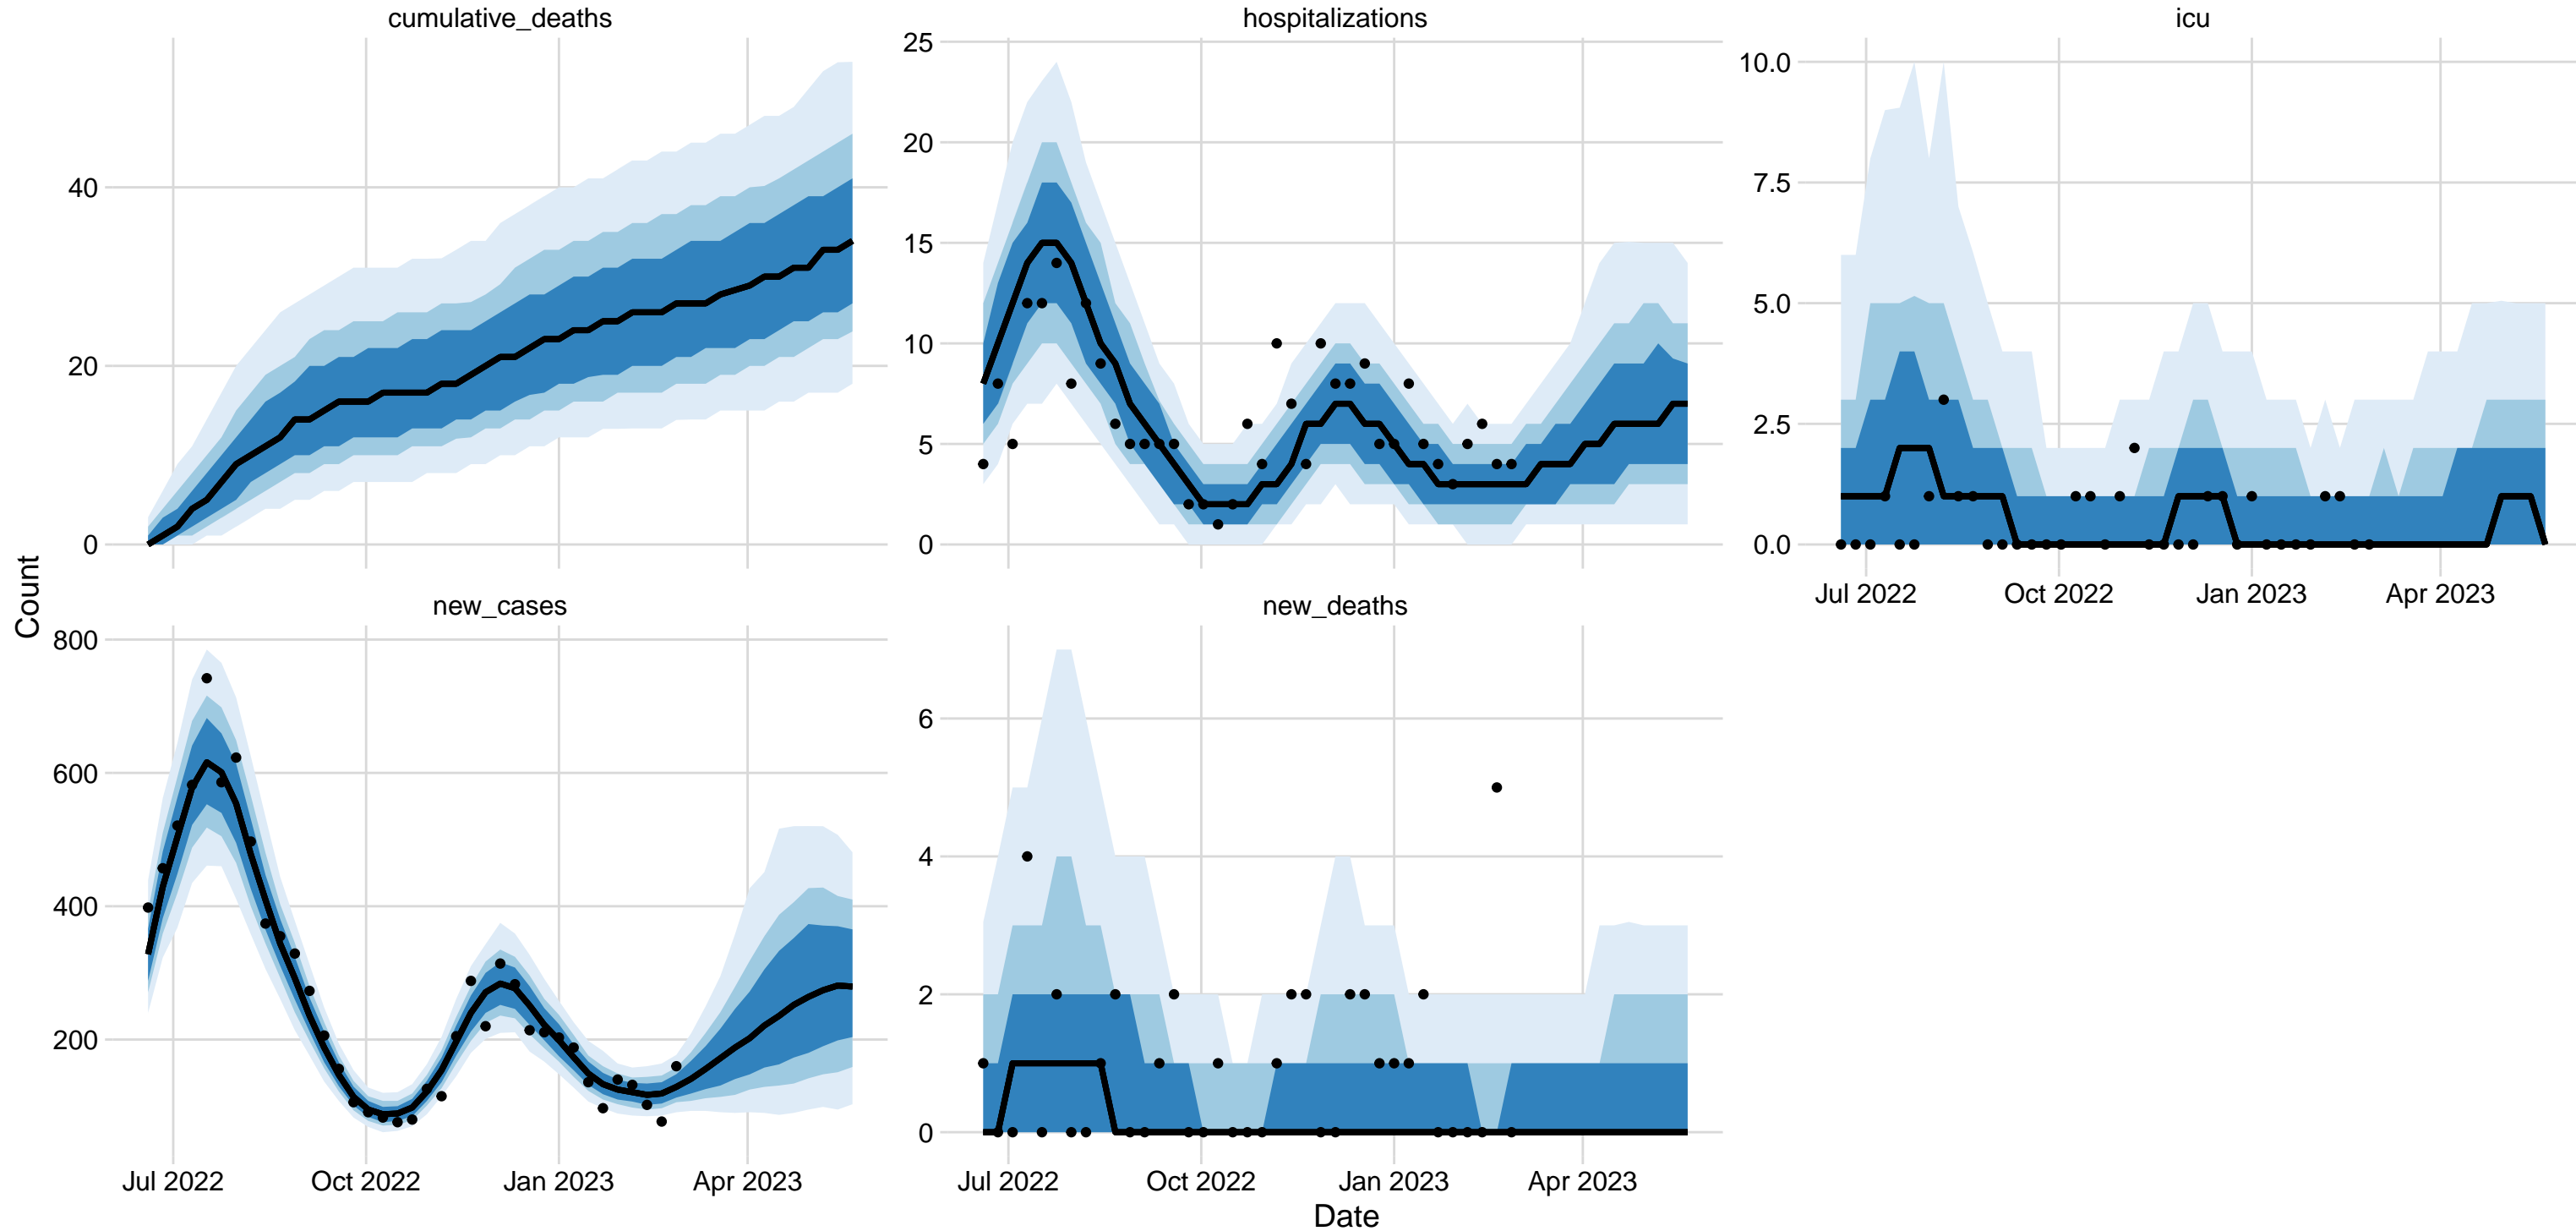 cumulative_deaths
hospitalizations
icu
40
20
0
25
20
15
10
5
0
10.0
7.5
5.0
2.5
0.0
Jul 2022 Oct 2022 Jan 2023 Apr 2023
Count
new_cases
new_deaths
800
600
400
200
6
4
2
0
Jul 2022 Oct 2022 Jan 2023 Apr 2023
Jul 2022 Oct 2022 Jan 2023 Apr 2023
Date